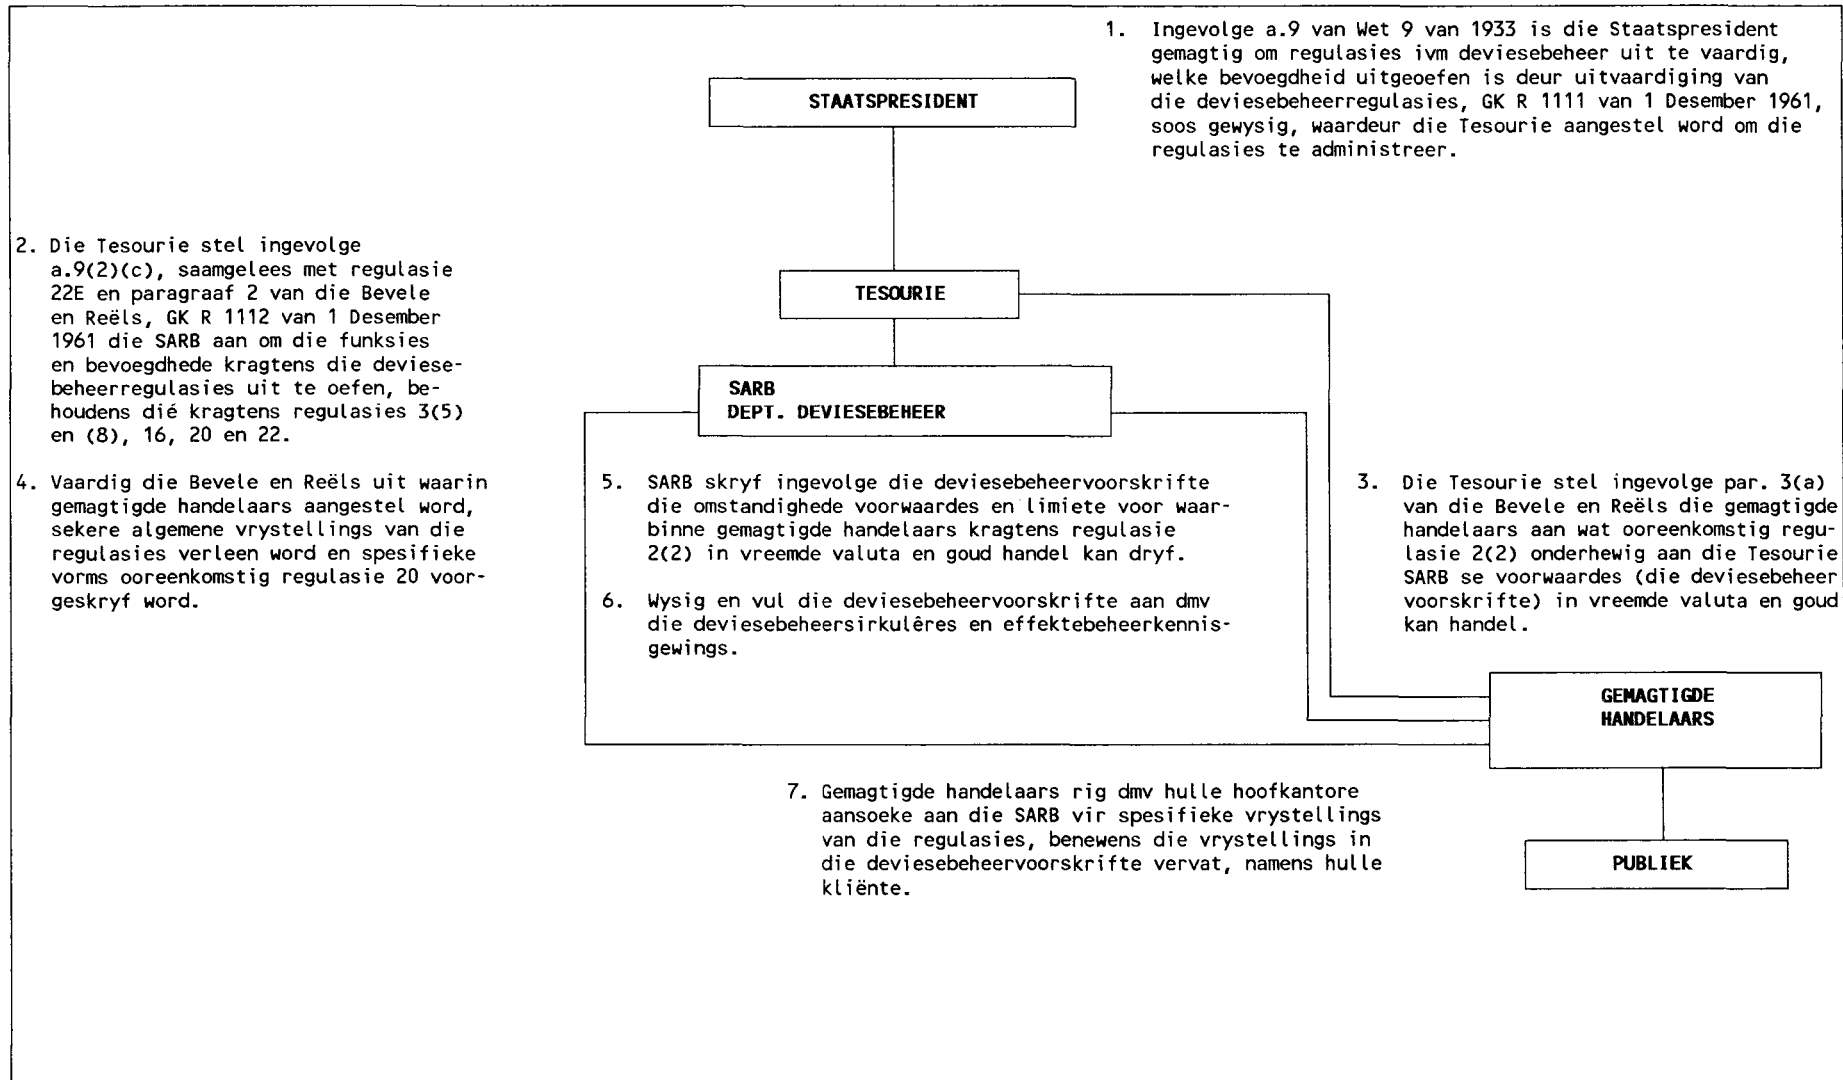 1. Ingevolge a.9 van Wet 9 van 1933 is die Staatspresident
gemagtig om regulasies ivm deviesebeheer uit te vaardig,
welke bevoegdheid uitgeoefen is deur uitvaardiging van
die deviesebeheerregulasies, GK R 1111 van 1 Desember 1961,
soos gewysig, waardeur die Tesourie aangestel word om die
regulasies te administreer.
STAATSPRESIDENT
2. Die Tesourie stel ingevolge
a.9(2)(c), saamgelees met regulasie
22E en paragraaf 2 van die Bevele
en Reëls, GK R 1112 van 1 Desember
1961 die SARB aan om die funksies
en bevoegdhede kragtens die deviese-
beheerregulasies uit te oefen, be-
houdens dié kragtens regulasies 3(5)
en (8), 16, 20 en 22.
TESOURIE
SARB
DEPT. DEVIESEBEHEER
4. Vaardig die Bevele en Reëls uit waarin
gemagtigde handelaars aangestel word,
sekere algemene vrystellings van die
regulasies verleen word en spesifieke
vorms ooreenkomstig regulasie 20 voor-
geskryf word.
5. SARB skryf ingevolge die deviesebeheervoorskrifte
die omstandighede voorwaardes en limiete voor waar-
binne gemagtigde handelaars kragtens regulasie
2(2) in vreemde valuta en goud handel kan dryf.
6. Wysig en vul die deviesebeheervoorskrifte aan dmv
die deviesebeheersirkulêres en effektebeheerkennis-
gewings.
3. Die Tesourie stel ingevolge par. 3(a)
van die Bevele en Reëls die gemagtigde
handelaars aan wat ooreenkomstig regu-
lasie 2(2) onderhewig aan die Tesourie
SARB se voorwaardes (die deviesebeheer
voorskrifte) in vreemde valuta en goud
kan handel.
GEMAGTIGDE
HANDELAARS
7. Gemagtigde handelaars rig dmv hulle hoofkantore
aansoeke aan die SARB vir spesifieke vrystellings
van die regulasies, benewens die vrystellings in
die deviesebeheervoorskrifte vervat, namens hulle
kliënte.
PUBLIEK